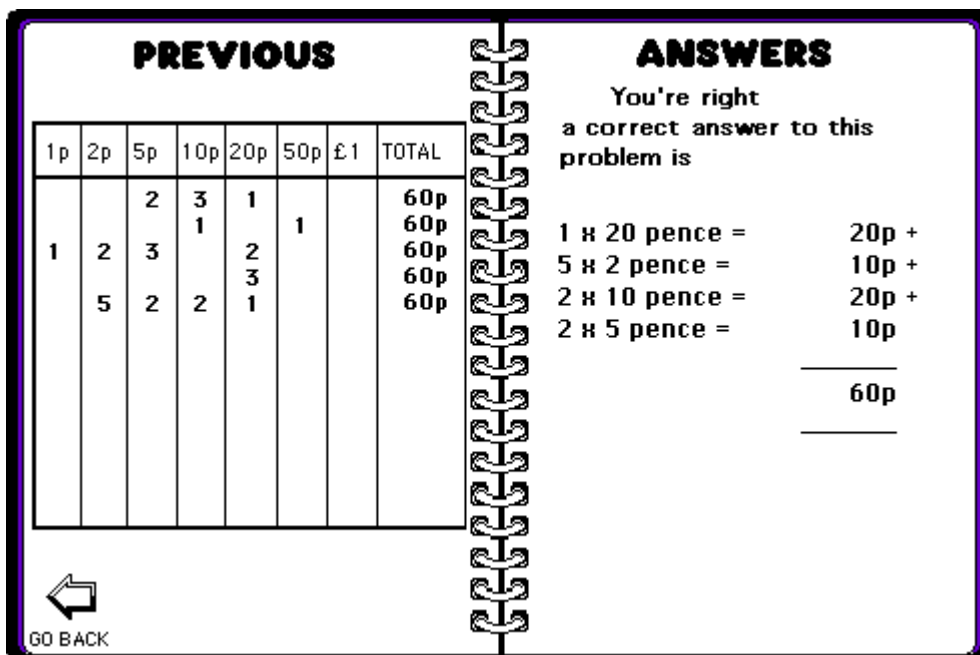 PREVIOUS
1p 2p 5p 10p 20p 50p £1 TOTAL
2 3 1 60p
1 1 60p
1 2 3 2 60p
3 60p
5 2 2 1 60p
GO BACK
ANSWERS
You're right
a correct answer to this
problem is
1 x 20 pence = 20p +
5 x 2 pence = 10p +
2 x 10 pence = 20p +
2 x 5 pence = 10p
60p